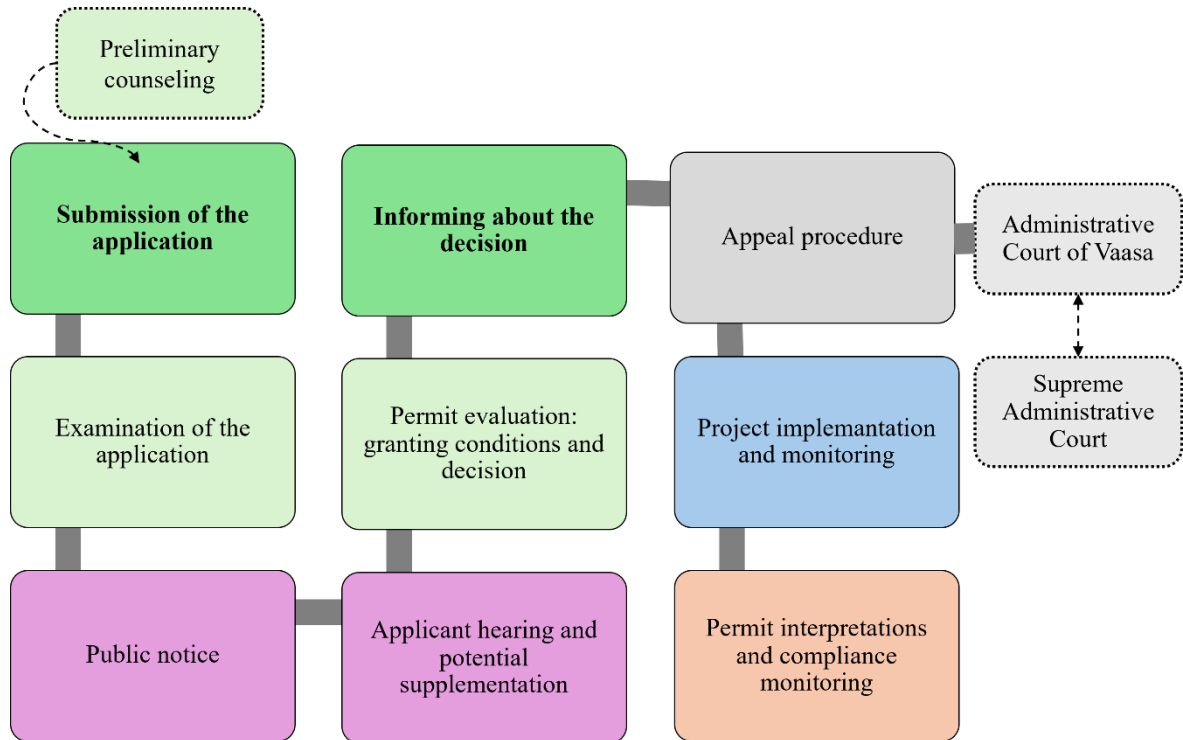 Preliminary
counseling
Submission of the
application
Examination of the
application
Public notice
Applicant hearing and
potential
supplementation
Permit evaluation:
granting conditions and
decision
Informing about the
decision
Appeal procedure
Administrative
Court of Vaasa
Supreme
Administrative
Court
Project implemantation
and monitoring
Permit interpretations
and compliance
monitoring